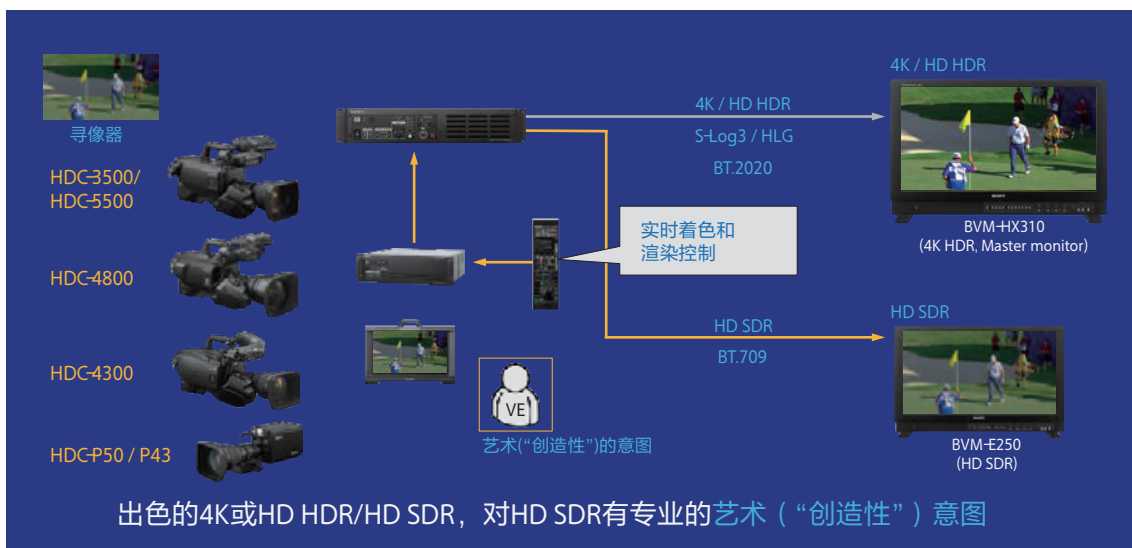 寻像器
HDC-3500/
HDC-5500
HDC-4800
HDC-4300
HDC-P50 / P43
4K / HD HDR
S-Log3 / HLG
BT.2020
实时着色和
渲染控制
HD SDR
BT.709
VE
艺术(“创造性”)的意图
4K / HD HDR
BVM-HX310
(4K HDR, Master monitor)
HD SDR
BVM-E250
(HD SDR)
出色的4K或HD HDR/HD SDR，对HD SDR有专业的艺术（“创造性”）意图